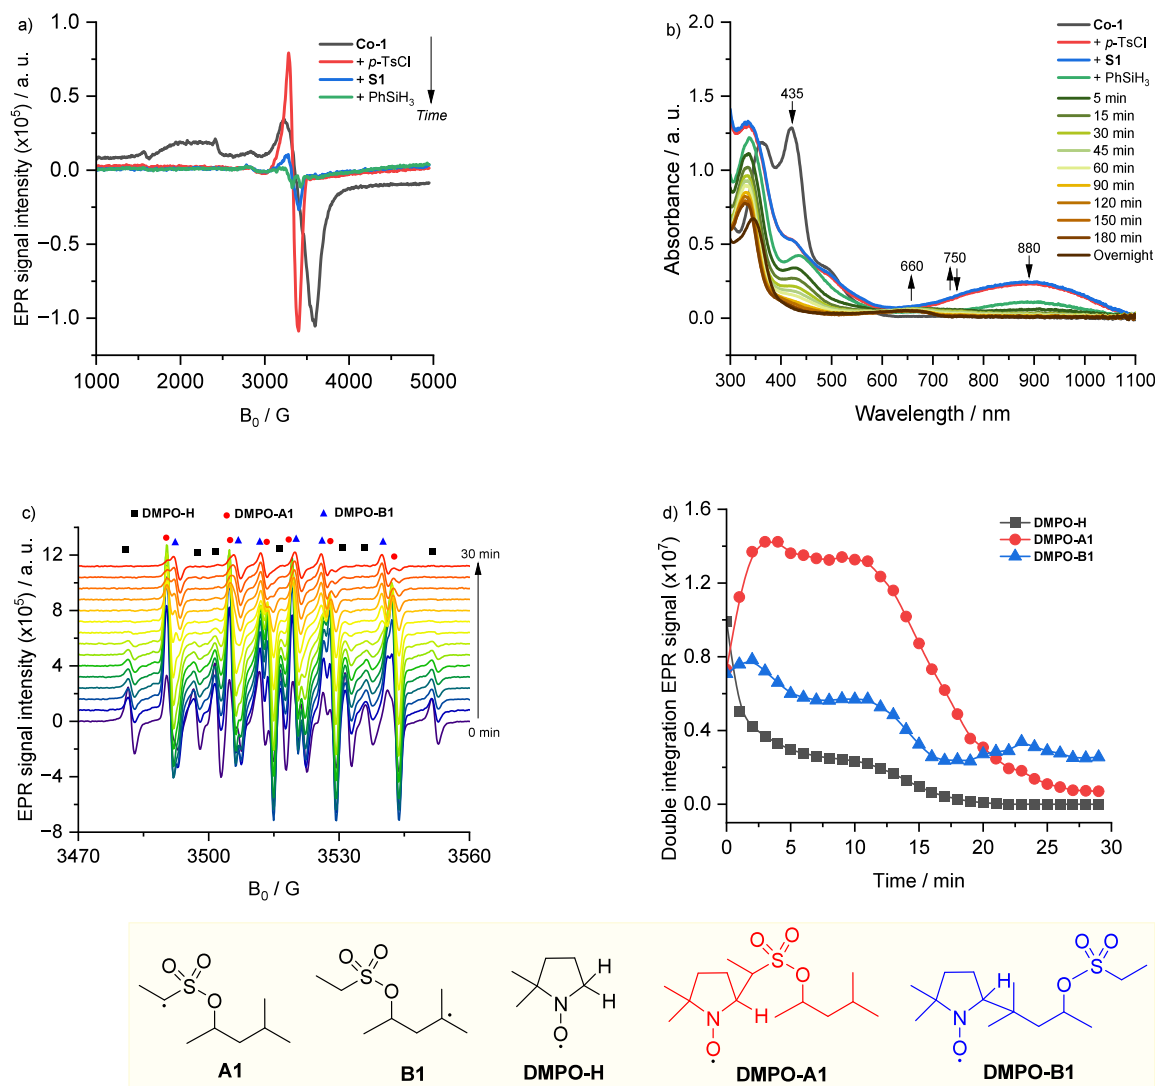 a)
EPR signal intensity (x10⁵) / a. u.
1.0
0.5
0.0
−0.5
−1.0
1000 2000 3000 4000 5000
B₀ / G
Co-1
+ p-TsCl
+ S1
+ PhSiH₃
Time
b)
Absorbance / a. u.
2.0
1.5
1.0
0.5
0.0
300 400 500 600 700 800 900 1000 1100
Wavelength / nm
435
660
750
880
Co-1
+ p-TsCl
+ S1
+ PhSiH₃
5 min
15 min
30 min
45 min
60 min
90 min
120 min
150 min
180 min
Overnight
c)
DMPO-H DMPO-A1 DMPO-B1
EPR signal intensity (x10⁵) / a. u.
12
8
4
0
−4
−8
30 min
0 min
3470 3500 3530 3560
B₀ / G
d)
Double integration EPR signal (x10⁷)
1.6
1.2
0.8
0.4
0.0
0 5 10 15 20 25 30
Time / min
DMPO-H
DMPO-A1
DMPO-B1
O O
S
O
A1
O O
S
O
B1
H
H
N
O
DMPO-H
O O
S
O
H
N
O
DMPO-A1
O O
S
O
H
N
O
DMPO-B1